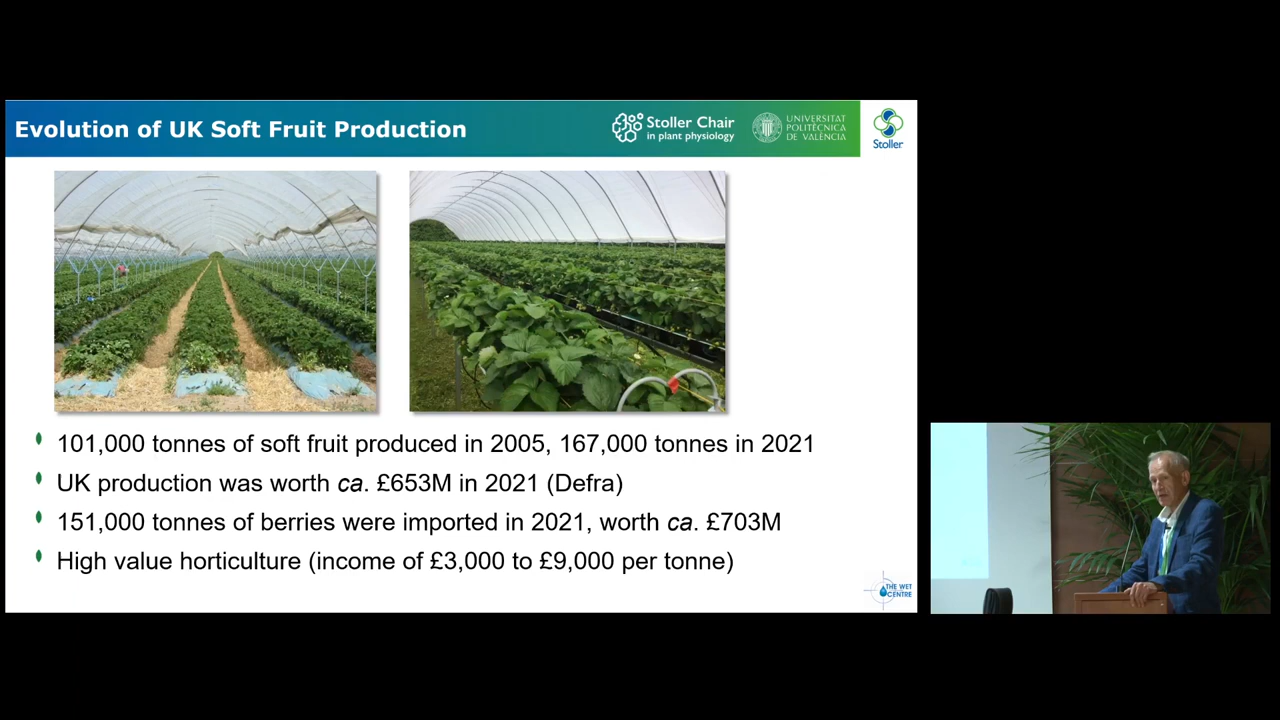 Evolution of UK Soft Fruit Production
Stoller Chair
in plant physiology
UNIVERSITAT
POLITÈCNICA
DE VALÈNCIA
Stoller
101,000 tonnes of soft fruit produced in 2005, 167,000 tonnes in 2021
UK production was worth ca. £653M in 2021 (Defra)
151,000 tonnes of berries were imported in 2021, worth ca. £703M
High value horticulture (income of £3,000 to £9,000 per tonne)
THE WET
CENTRE